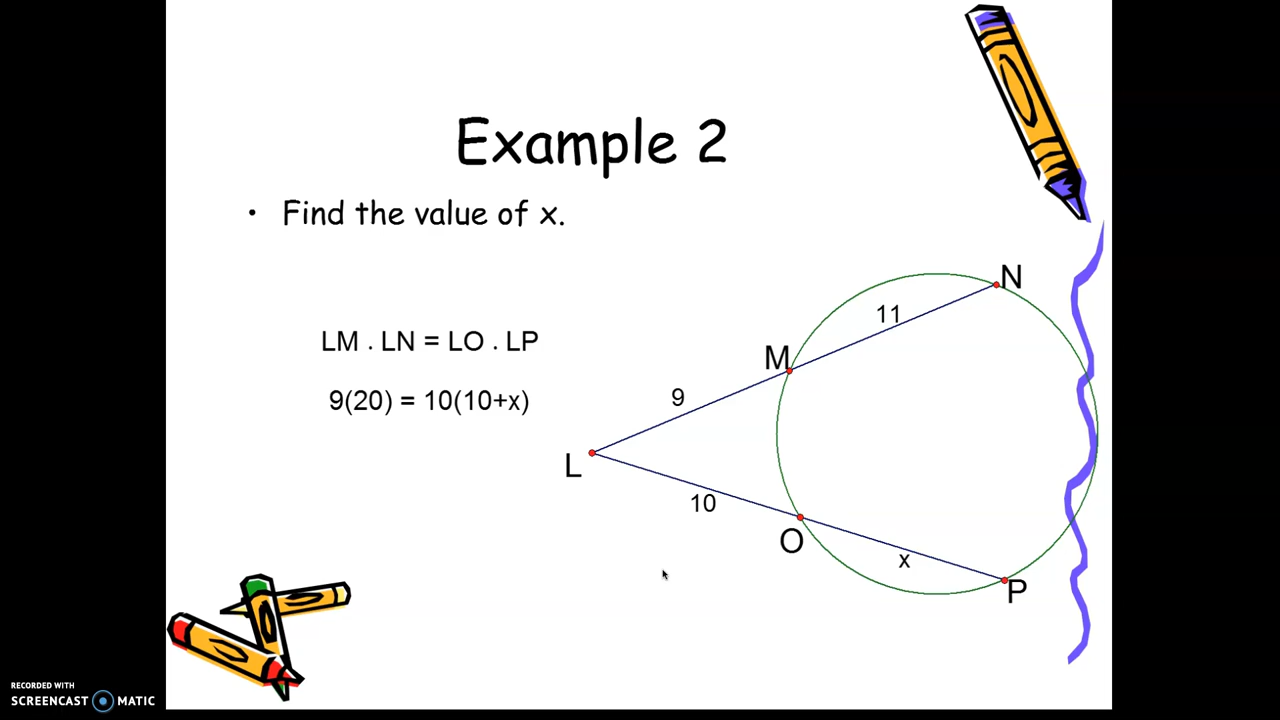 Example 2
• Find the value of x.
LM . LN = LO . LP
9(20) = 10(10+x)
N
11
M
9
L
10
O
x
P
RECORDED WITH
SCREENCAST MATIC